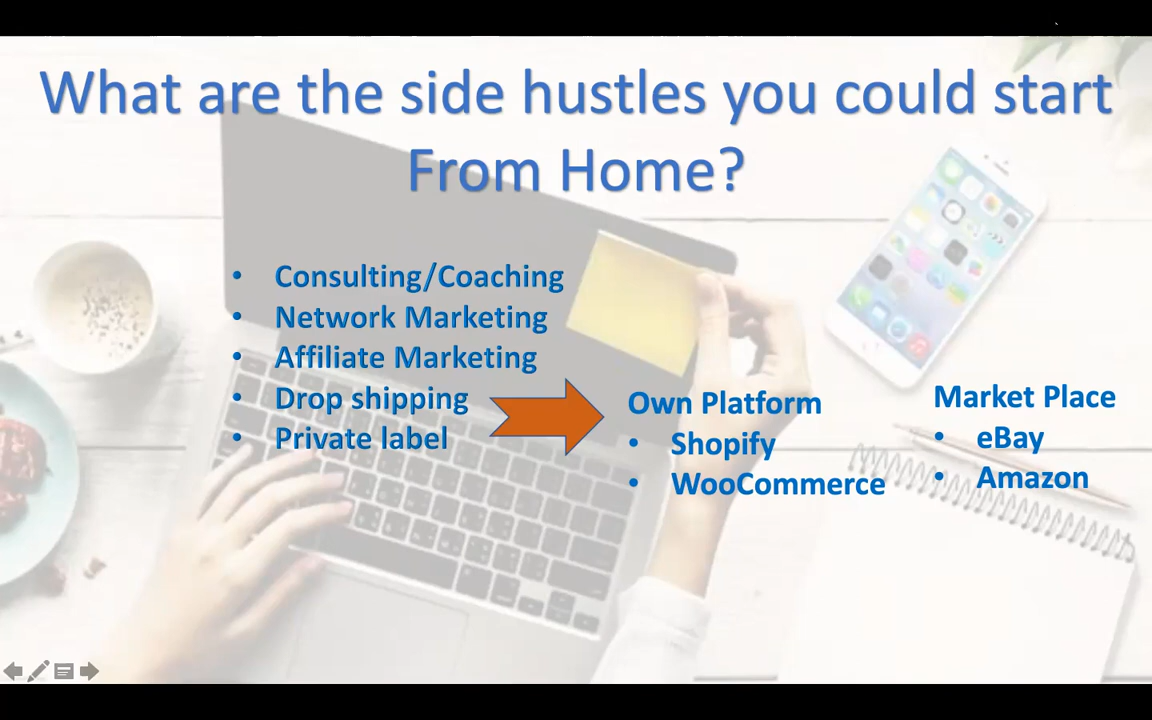 What are the side hustles you could start
From Home?
• Consulting/Coaching
• Network Marketing
• Affiliate Marketing
• Drop shipping
• Private label
Own Platform
• Shopify
• WooCommerce
Market Place
• eBay
• Amazon